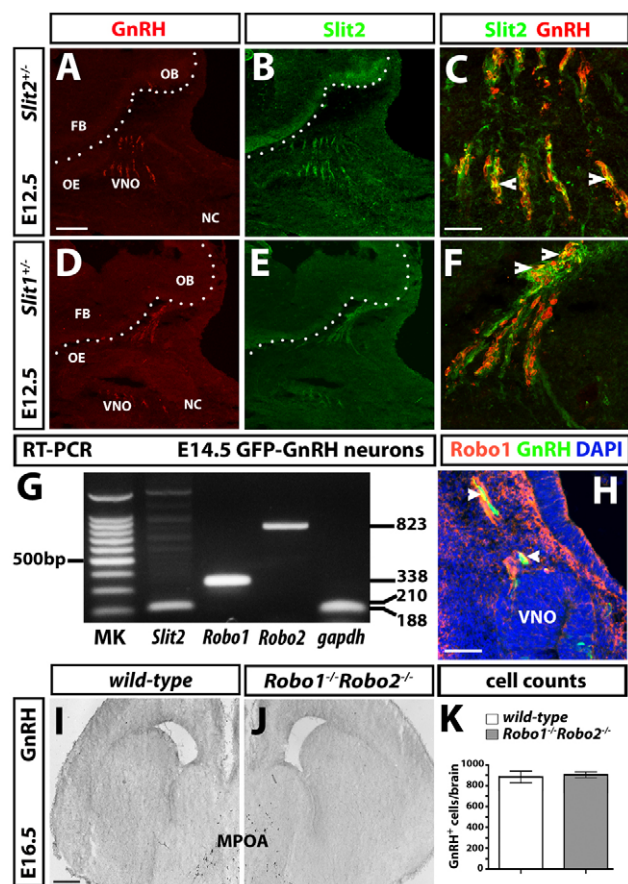 GnRH Slit2 Slit2 GnRH
Slit2+/-
E12.5
A OB FB OE VNO NC
B
C
Slit1+/-
E12.5
D OB FB OE VNO NC
E
F
RT-PCR E14.5 GFP-GnRH neurons
Robo1 GnRH DAPI
G
500bp
823
338
210
188
MK Slit2 Robo1 Robo2 gapdh
H
VNO
wild-type Robo1-/-Robo2-/- cell counts
GnRH
E16.5
I J
MPOA
K
wild-type
Robo1-/-Robo2-/-
GnRH+ cells/brain
1000
800
600
400
200
0